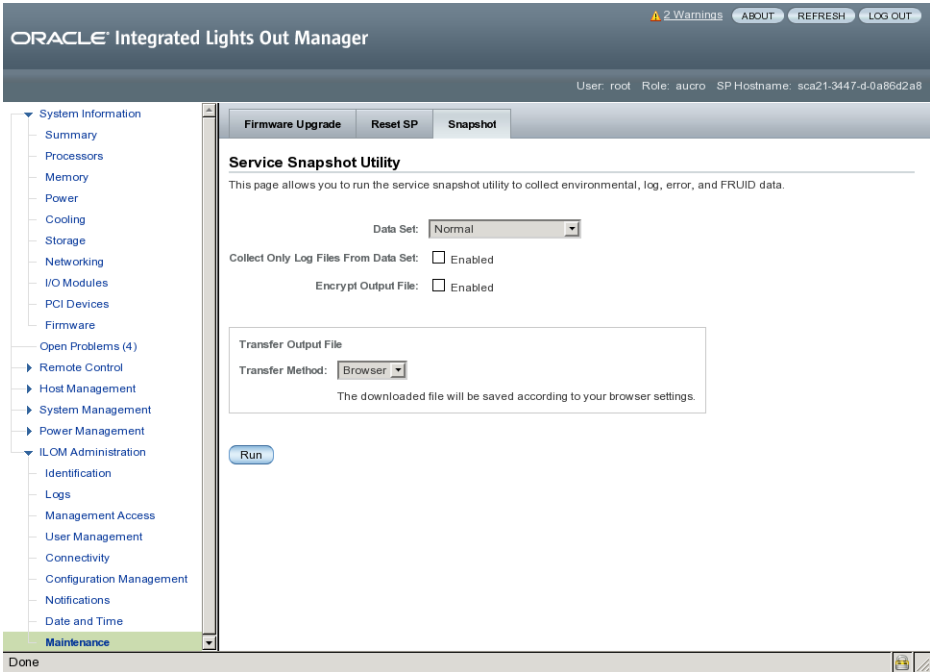 2 Warnings ABOUT REFRESH LOG OUT
ORACLE Integrated Lights Out Manager
User: root Role: aucro SP Hostname: sca21-3447-d-0a86d2a8
System Information
Summary
Processors
Memory
Power
Cooling
Storage
Networking
I/O Modules
PCI Devices
Firmware
Open Problems (4)
Remote Control
Host Management
System Management
Power Management
ILOM Administration
Identification
Logs
Management Access
User Management
Connectivity
Configuration Management
Notifications
Date and Time
Maintenance
Firmware Upgrade Reset SP Snapshot
Service Snapshot Utility
This page allows you to run the service snapshot utility to collect environmental, log, error, and FRUID data.
Data Set: Normal
Collect Only Log Files From Data Set: Enabled
Encrypt Output File: Enabled
Transfer Output File
Transfer Method: Browser
The downloaded file will be saved according to your browser settings.
Run
Done